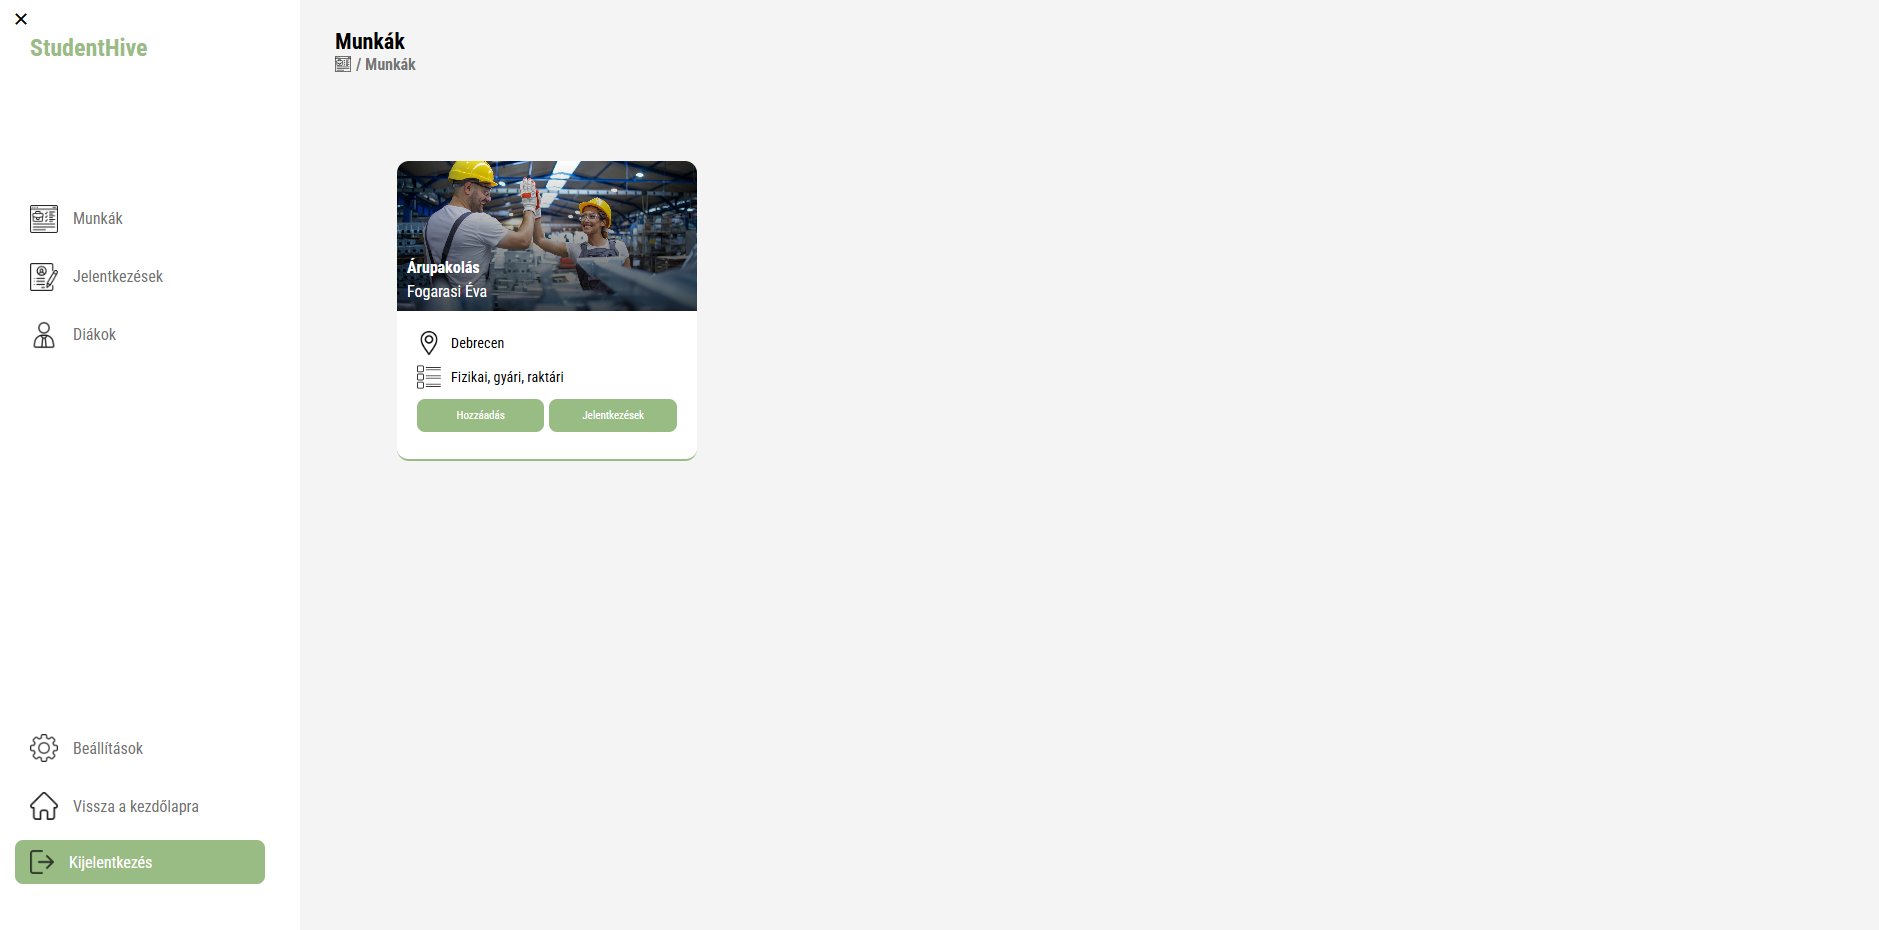 StudentHive
Munkák
Jelentkezések
Diákok
Beállítások
Vissza a kezdőlapra
Kijelentkezés
Munkák
/ Munkák
Árupakolás
Fogarasi Éva
Debrecen
Fizikai, gyári, raktári
Hozzáadás
Jelentkezések